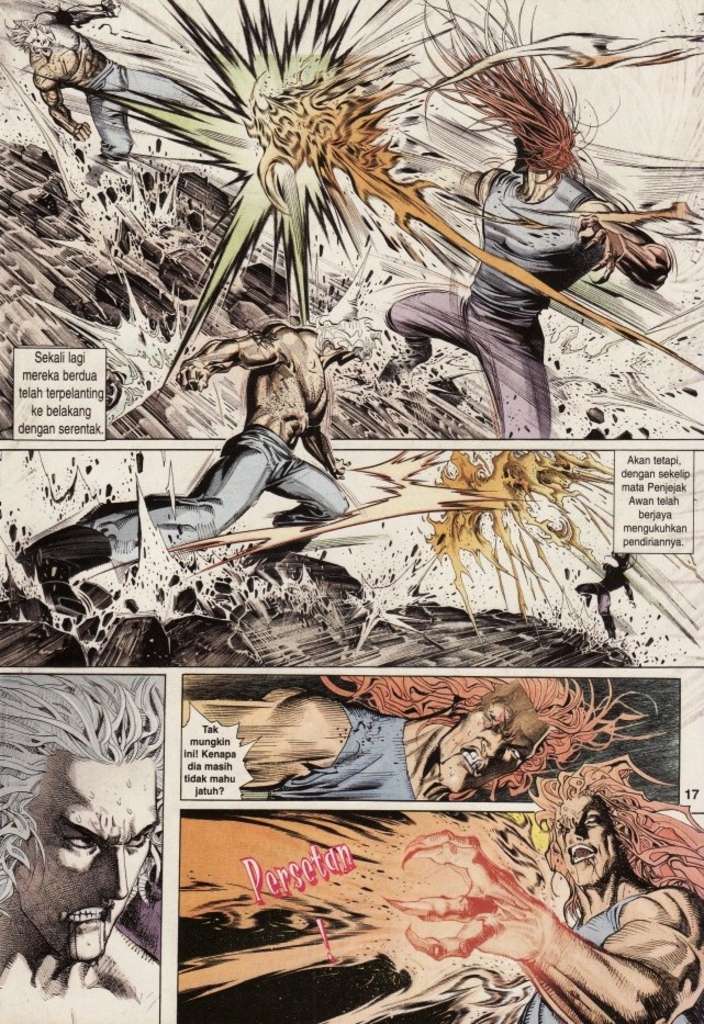 Sekali lagi
mereka berdua
telah terpelanting
ke belakang
dengan serentak.
Akan tetapi,
dengan sekelip
mata Penjejak
Awan telah
berjaya
mengukuhkan
pendiriannya.
Tak
mungkin
ini! Kenapa
dia masih
tidak mahu
jatuh?
17
Persetan
!